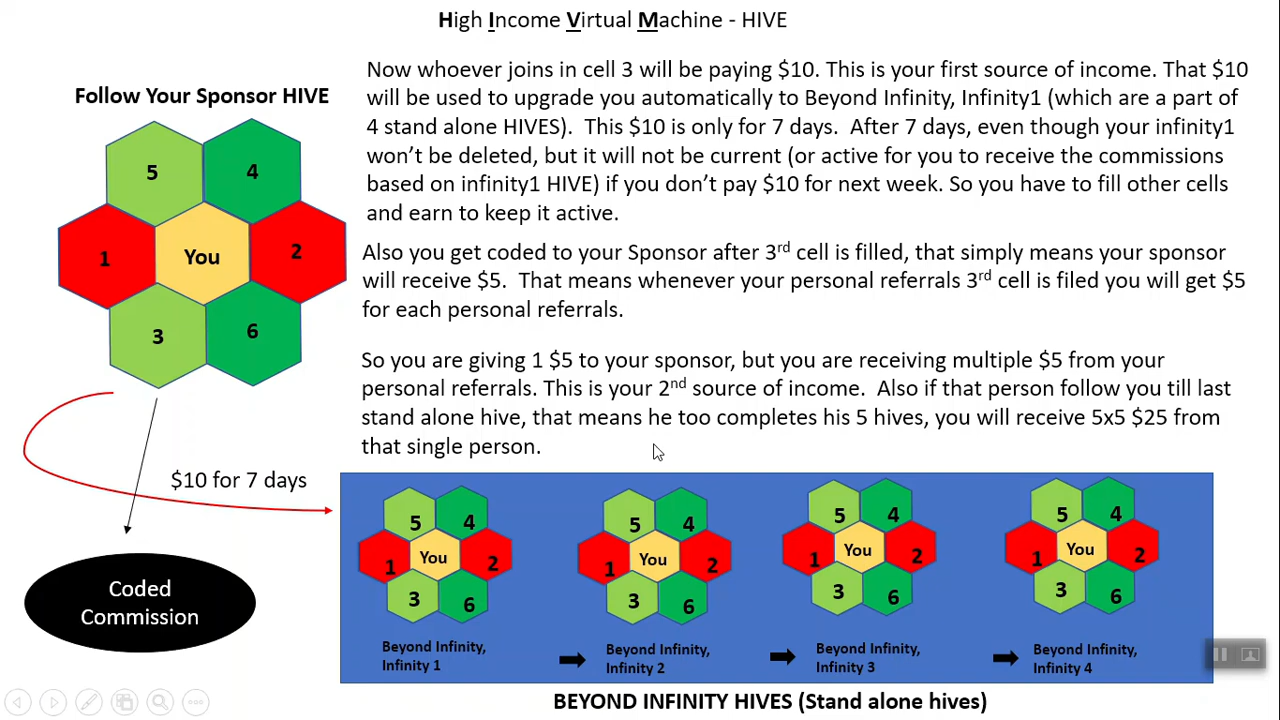 High Income Virtual Machine - HIVE
Follow Your Sponsor HIVE
5
4
1
You
2
3
6
Now whoever joins in cell 3 will be paying $10. This is your first source of income. That $10
will be used to upgrade you automatically to Beyond Infinity, Infinity1 (which are a part of
4 stand alone HIVES). This $10 is only for 7 days. After 7 days, even though your infinity1
won't be deleted, but it will not be current (or active for you to receive the commissions
based on infinity1 HIVE) if you don't pay $10 for next week. So you have to fill other cells
and earn to keep it active.
Also you get coded to your Sponsor after 3rd cell is filled, that simply means your sponsor
will receive $5. That means whenever your personal referrals 3rd cell is filed you will get $5
for each personal referrals.
So you are giving 1 $5 to your sponsor, but you are receiving multiple $5 from your
personal referrals. This is your 2nd source of income. Also if that person follow you till last
stand alone hive, that means he too completes his 5 hives, you will receive 5x5 $25 from
that single person.
$10 for 7 days
Coded
Commission
5
4
1
You
2
3
6
Beyond Infinity,
Infinity 1
5
4
1
You
2
3
6
Beyond Infinity,
Infinity 2
5
4
1
You
2
3
6
Beyond Infinity,
Infinity 3
5
4
1
You
2
3
6
Beyond Infinity,
Infinity 4
BEYOND INFINITY HIVES (Stand alone hives)